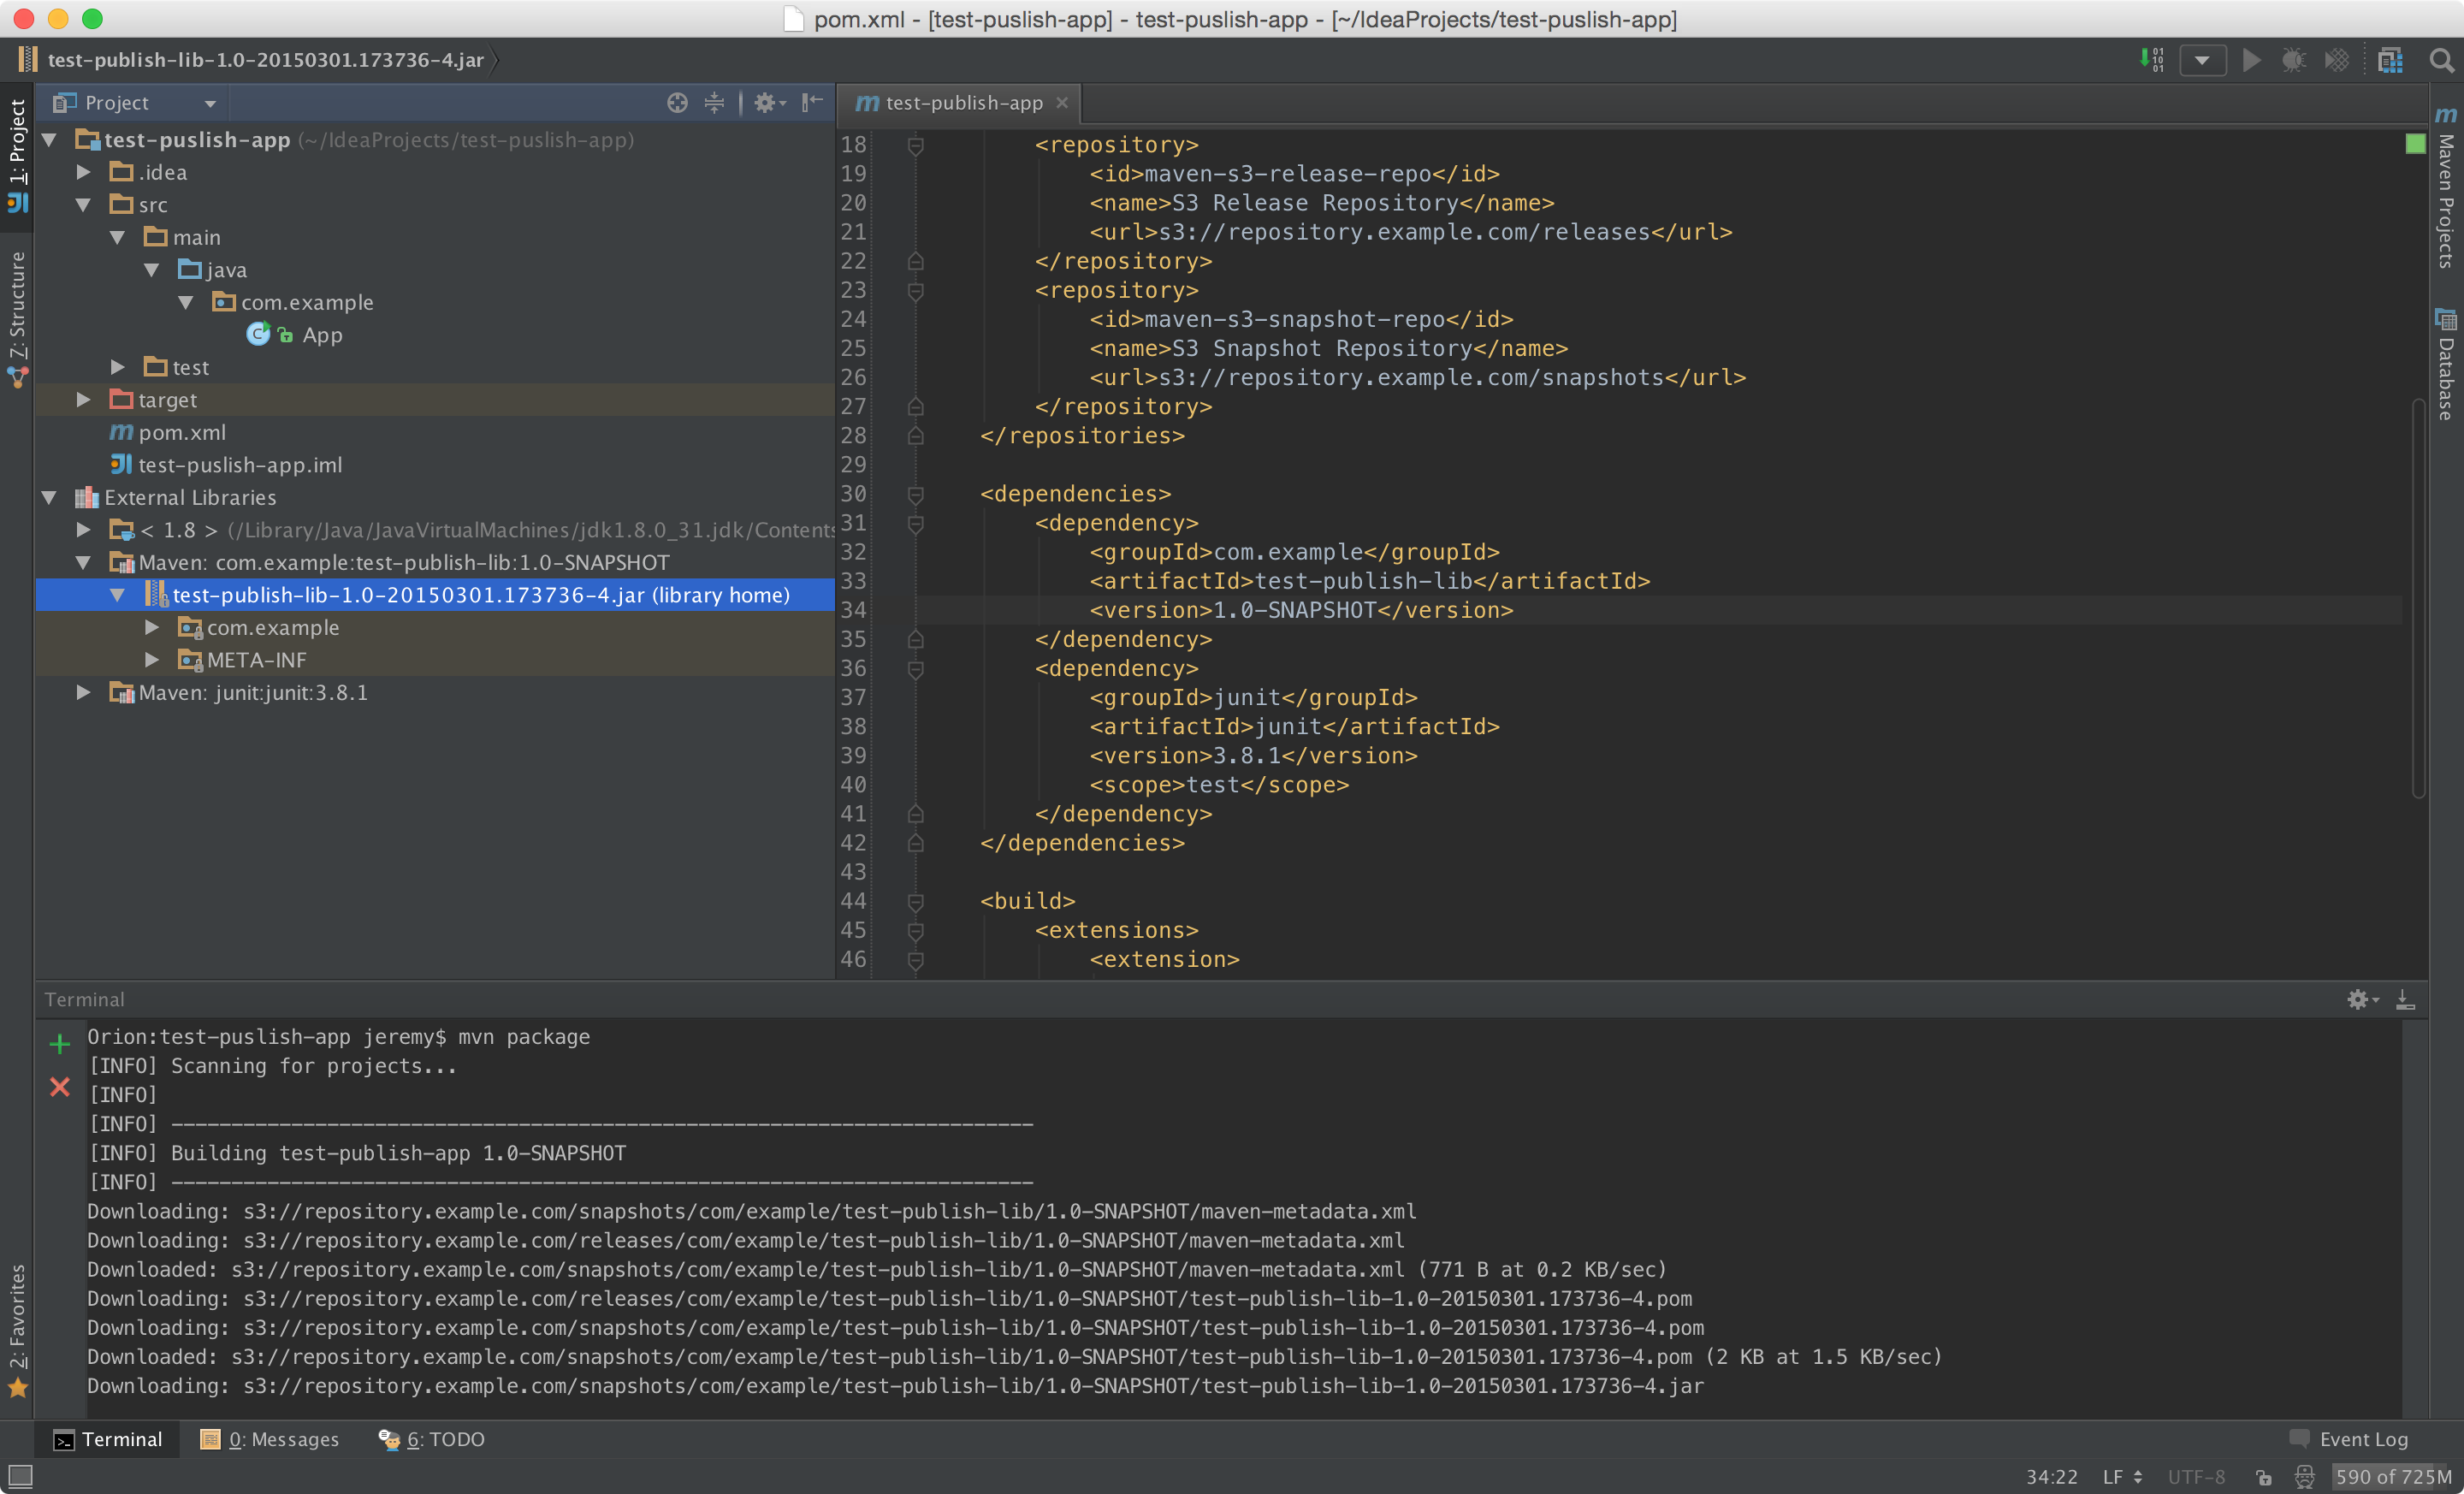 pom.xml - [test-puslish-app] - test-puslish-app - [~/IdeaProjects/test-puslish-app]
test-publish-lib-1.0-20150301.173736-4.jar
1: Project
7: Structure
2: Favorites
Project
test-puslish-app (~/IdeaProjects/test-puslish-app)
.idea
src
main
java
com.example
App
test
target
pom.xml
test-puslish-app.iml
External Libraries
< 1.8 > (/Library/Java/JavaVirtualMachines/jdk1.8.0_31.jdk/Contents
Maven: com.example:test-publish-lib:1.0-SNAPSHOT
test-publish-lib-1.0-20150301.173736-4.jar (library home)
com.example
META-INF
Maven: junit:junit:3.8.1
test-publish-app
18 <repository>
19 <id>maven-s3-release-repo</id>
20 <name>S3 Release Repository</name>
21 <url>s3://repository.example.com/releases</url>
22 </repository>
23 <repository>
24 <id>maven-s3-snapshot-repo</id>
25 <name>S3 Snapshot Repository</name>
26 <url>s3://repository.example.com/snapshots</url>
27 </repository>
28 </repositories>
29
30 <dependencies>
31 <dependency>
32 <groupId>com.example</groupId>
33 <artifactId>test-publish-lib</artifactId>
34 <version>1.0-SNAPSHOT</version>
35 </dependency>
36 <dependency>
37 <groupId>junit</groupId>
38 <artifactId>junit</artifactId>
39 <version>3.8.1</version>
40 <scope>test</scope>
41 </dependency>
42 </dependencies>
43
44 <build>
45 <extensions>
46 <extension>
Maven Projects
Database
Terminal
Orion:test-puslish-app jeremy$ mvn package
[INFO] Scanning for projects...
[INFO]
[INFO] ------------------------------------------------------------------------
[INFO] Building test-publish-app 1.0-SNAPSHOT
[INFO] ------------------------------------------------------------------------
Downloading: s3://repository.example.com/snapshots/com/example/test-publish-lib/1.0-SNAPSHOT/maven-metadata.xml
Downloading: s3://repository.example.com/releases/com/example/test-publish-lib/1.0-SNAPSHOT/maven-metadata.xml
Downloaded: s3://repository.example.com/snapshots/com/example/test-publish-lib/1.0-SNAPSHOT/maven-metadata.xml (771 B at 0.2 KB/sec)
Downloading: s3://repository.example.com/releases/com/example/test-publish-lib/1.0-SNAPSHOT/test-publish-lib-1.0-20150301.173736-4.pom
Downloading: s3://repository.example.com/snapshots/com/example/test-publish-lib/1.0-SNAPSHOT/test-publish-lib-1.0-20150301.173736-4.pom
Downloaded: s3://repository.example.com/snapshots/com/example/test-publish-lib/1.0-SNAPSHOT/test-publish-lib-1.0-20150301.173736-4.pom (2 KB at 1.5 KB/sec)
Downloading: s3://repository.example.com/snapshots/com/example/test-publish-lib/1.0-SNAPSHOT/test-publish-lib-1.0-20150301.173736-4.jar
Terminal
0: Messages
6: TODO
Event Log
34:22
LF
UTF-8
590 of 725M